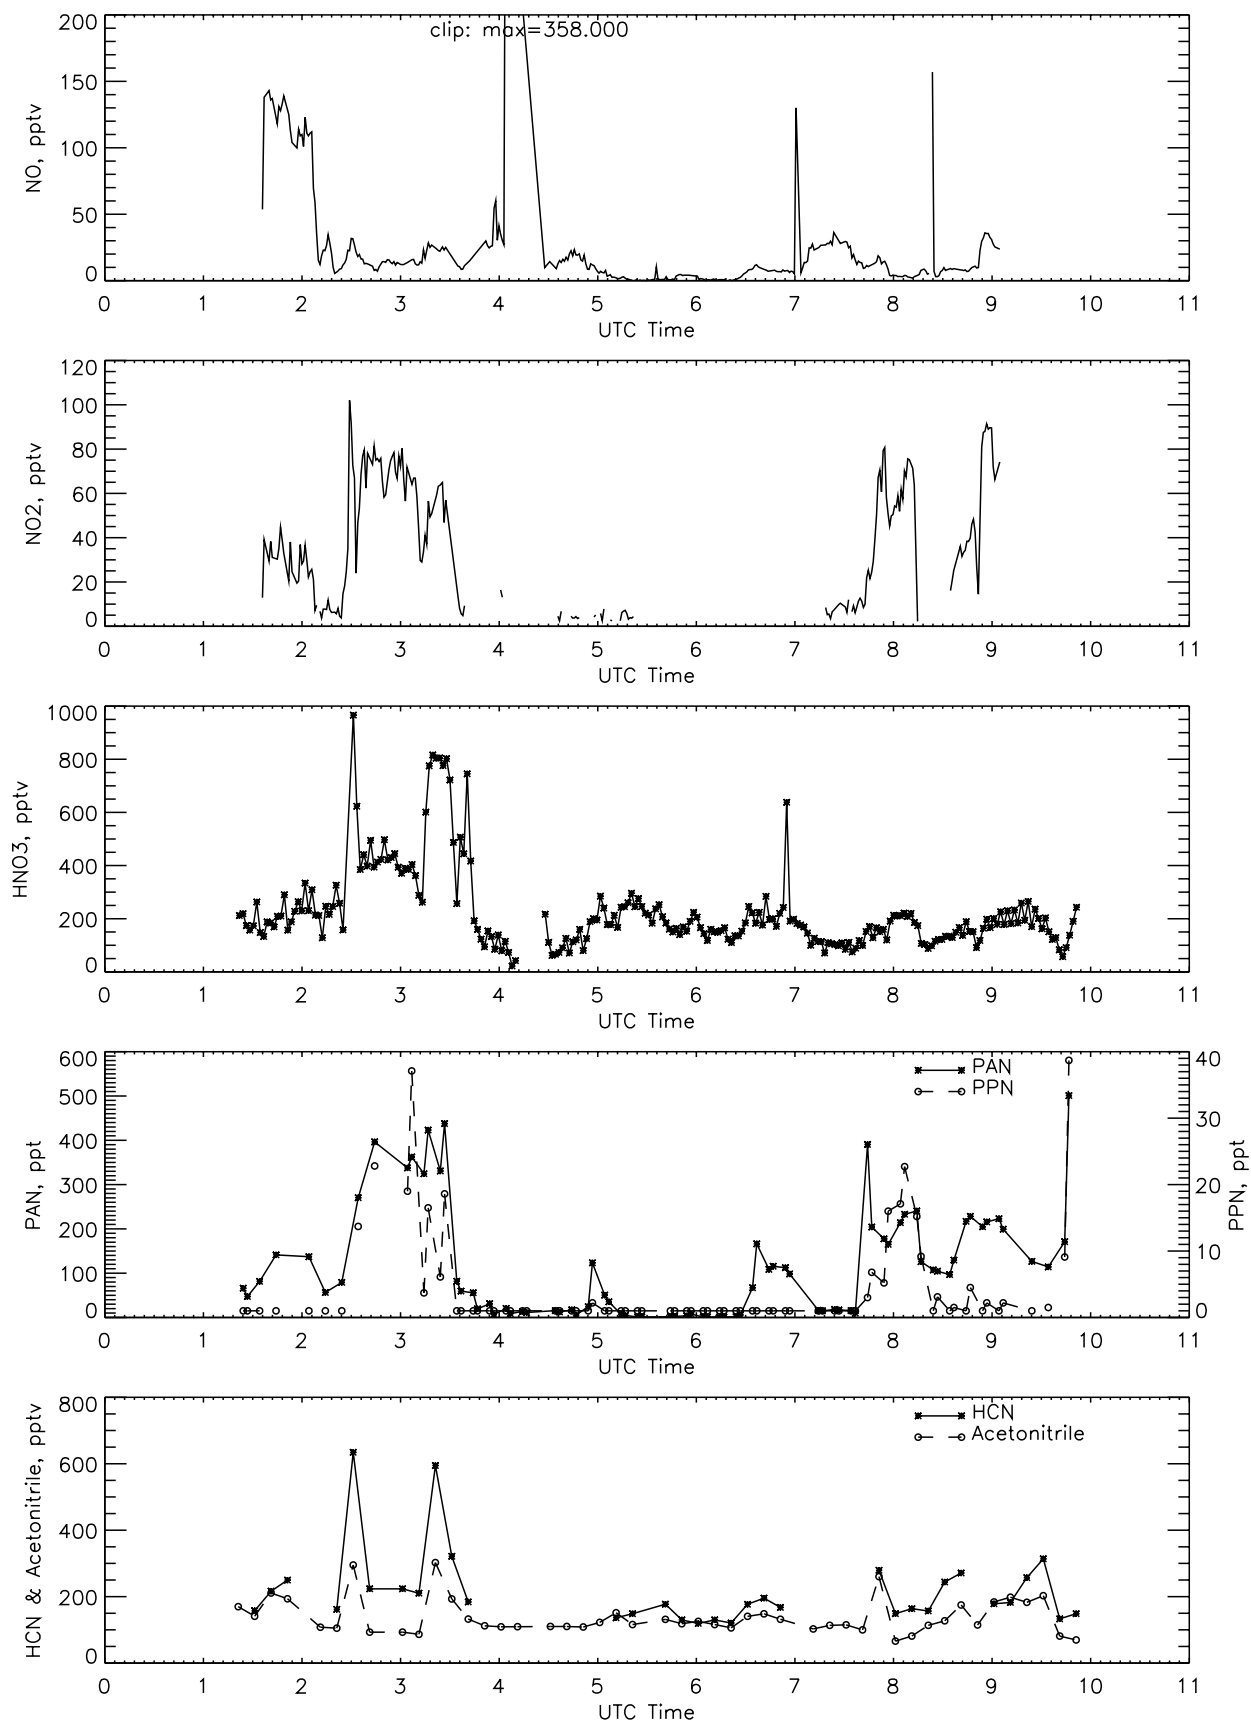 clip: max=358.000
200
150
100
50
0
NO, pptv
0 1 2 3 4 5 6 7 8 9 10 11
UTC Time
120
100
80
60
40
20
0
NO2, pptv
0 1 2 3 4 5 6 7 8 9 10 11
UTC Time
1000
800
600
400
200
0
HNO3, pptv
0 1 2 3 4 5 6 7 8 9 10 11
UTC Time
600
500
400
300
200
100
0
PAN, ppt
PAN
PPN
40
30
20
10
0
PPN, ppt
0 1 2 3 4 5 6 7 8 9 10 11
UTC Time
800
600
400
200
0
HCN & Acetonitrile, pptv
HCN
Acetonitrile
0 1 2 3 4 5 6 7 8 9 10 11
UTC Time